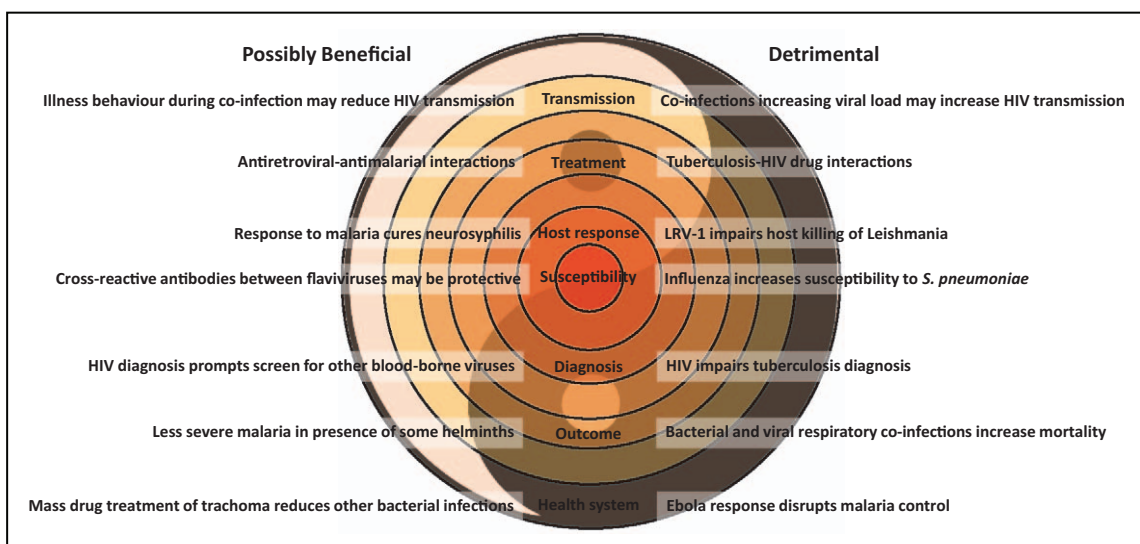 Possibly Beneficial Detrimental
Illness behaviour during co-infection may reduce HIV transmission Transmission Co-infections increasing viral load may increase HIV transmission
Antiretroviral-antimalarial interactions Treatment Tuberculosis-HIV drug interactions
Response to malaria cures neurosyphilis Host response LRV-1 impairs host killing of Leishmania
Cross-reactive antibodies between flaviviruses may be protective Susceptibility Influenza increases susceptibility to S. pneumoniae
HIV diagnosis prompts screen for other blood-borne viruses Diagnosis HIV impairs tuberculosis diagnosis
Less severe malaria in presence of some helminths Outcome Bacterial and viral respiratory co-infections increase mortality
Mass drug treatment of trachoma reduces other bacterial infections Health system Ebola response disrupts malaria control